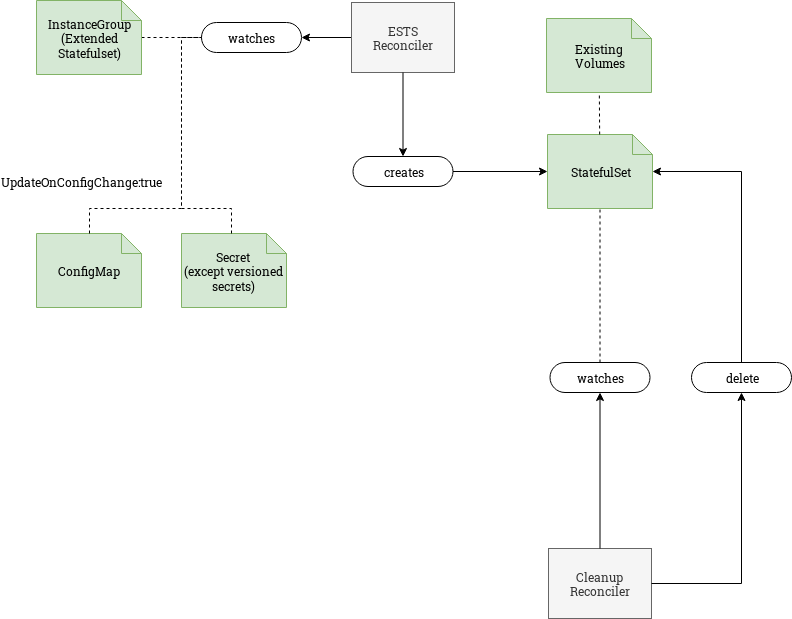 InstanceGroup
(Extended
Statefulset)
watches
ESTS
Reconciler
Existing
Volumes
creates
StatefulSet
UpdateOnConfigChange:true
ConfigMap
Secret
(except versioned
secrets)
watches
delete
Cleanup
Reconciler